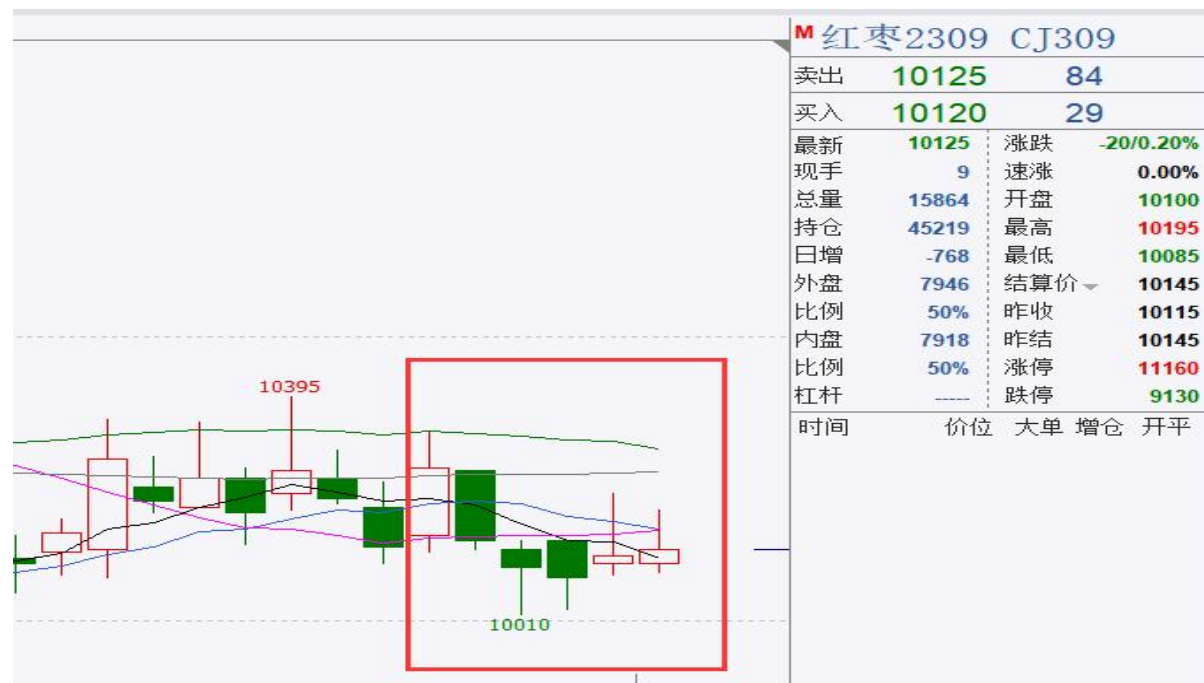 M 红枣2309 CJ309
卖出 10125 84
买入 10120 29
最新 10125 涨跌 -20/0.20%
现手 9 速涨 0.00%
总量 15864 开盘 10100
持仓 45219 最高 10195
日增 -768 最低 10085
外盘 7946 结算价 10145
比例 50% 昨收 10115
内盘 7918 昨结 10145
比例 50% 涨停 11160
杠杆 ----- 跌停 9130
时间 价位 大单 增仓 开平
10395
10010